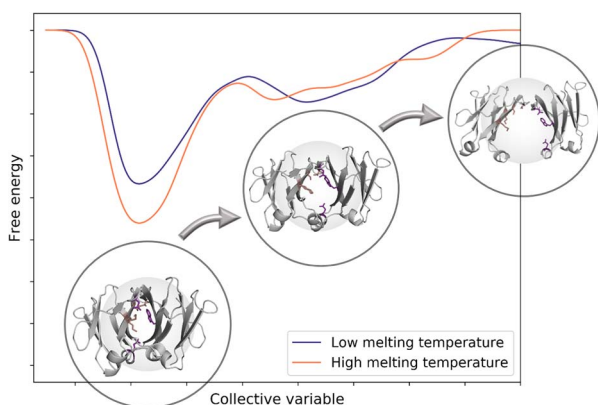 Free energy
Low melting temperature
High melting temperature
Collective variable